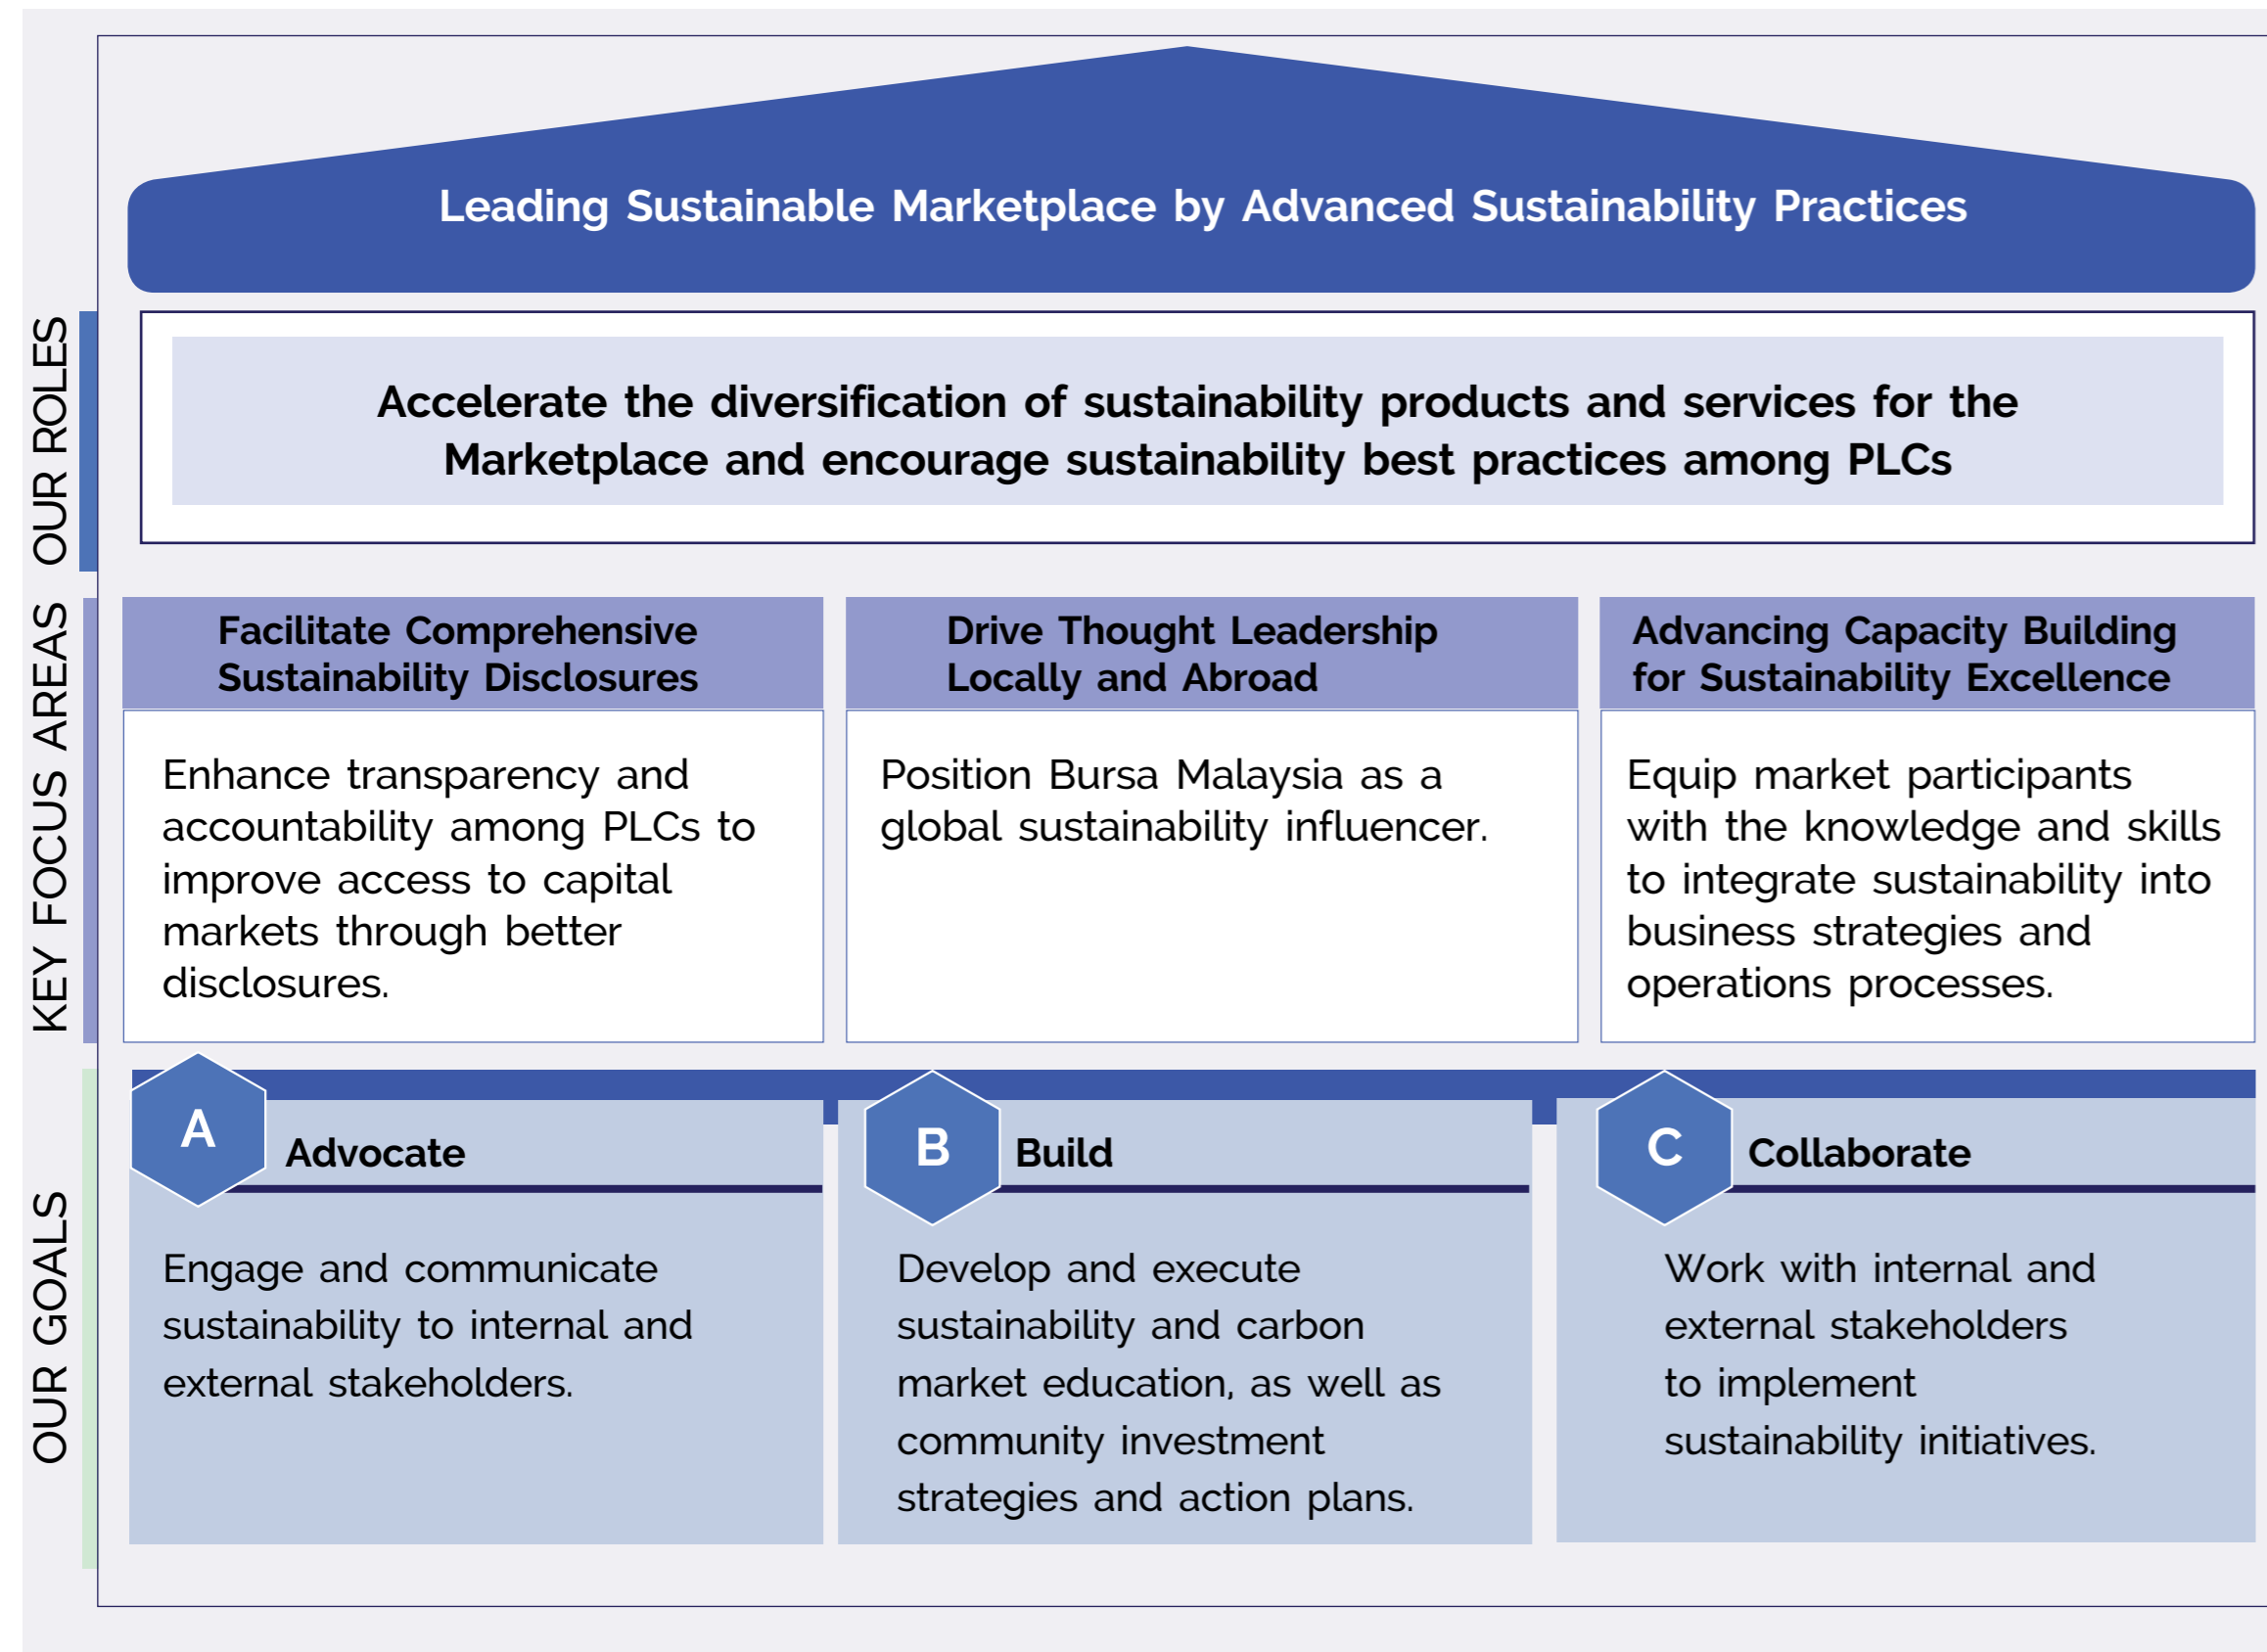 Leading Sustainable Marketplace by Advanced Sustainability Practices
OUR ROLES
Accelerate the diversification of sustainability products and services for the
Marketplace and encourage sustainability best practices among PLCs
KEY FOCUS AREAS
Facilitate Comprehensive
Sustainability Disclosures
Enhance transparency and
accountability among PLCs to
improve access to capital
markets through better
disclosures.
Drive Thought Leadership
Locally and Abroad
Position Bursa Malaysia as a
global sustainability influencer.
Advancing Capacity Building
for Sustainability Excellence
Equip market participants
with the knowledge and skills
to integrate sustainability into
business strategies and
operations processes.
OUR GOALS
A
Advocate
Engage and communicate
sustainability to internal and
external stakeholders.
B
Build
Develop and execute
sustainability and carbon
market education, as well as
community investment
strategies and action plans.
C
Collaborate
Work with internal and
external stakeholders
to implement
sustainability initiatives.